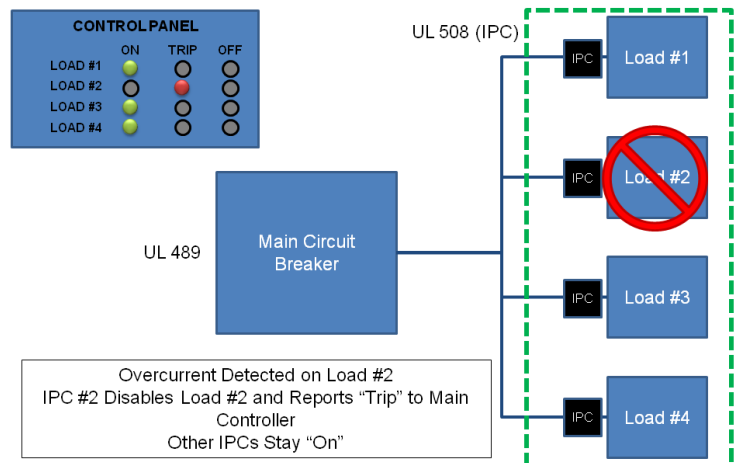 CONTROL PANEL
ON TRIP OFF
LOAD #1
LOAD #2
LOAD #3
LOAD #4
UL 508 (IPC)
IPC
Load #1
IPC
Load #2
UL 489
Main Circuit
Breaker
IPC
Load #3
IPC
Load #4
Overcurrent Detected on Load #2
IPC #2 Disables Load #2 and Reports “Trip” to Main
Controller
Other IPCs Stay “On”